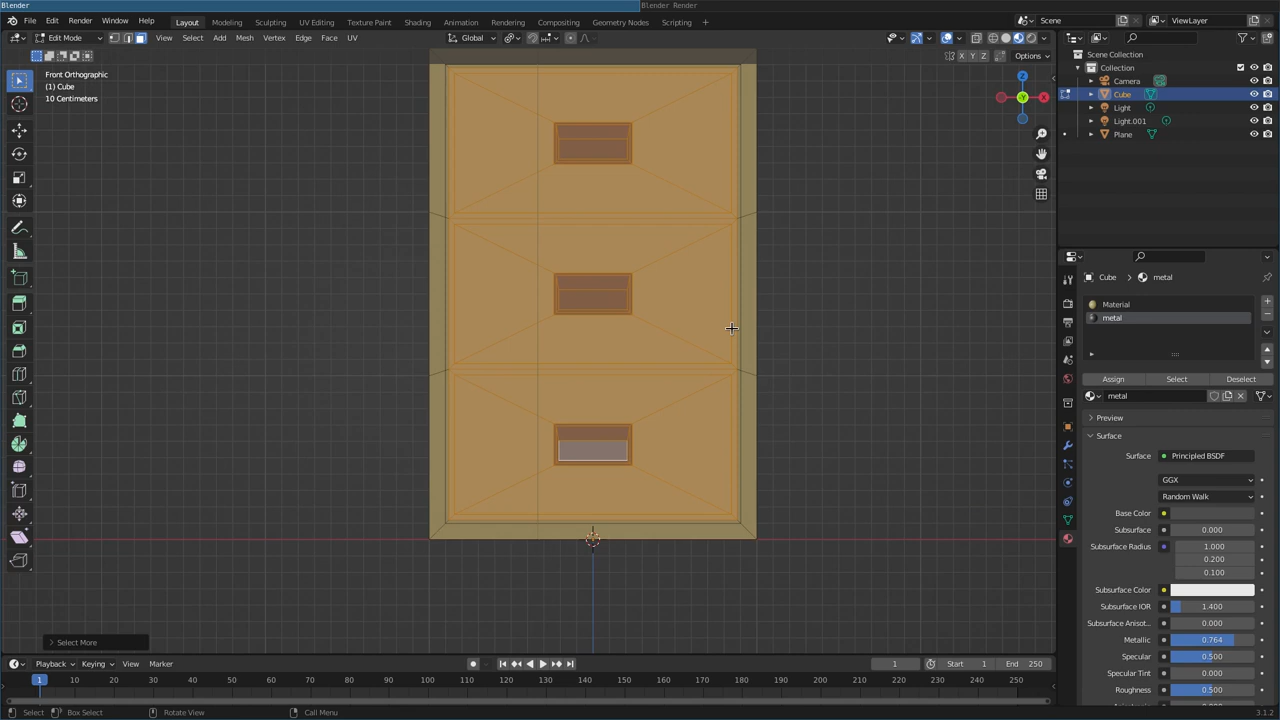 Blender
Blender Render
File Edit Render Window Help Layout Modeling Sculpting UV Editing Texture Paint Shading Animation Rendering Compositing Geometry Nodes Scripting + Scene ViewLayer
Edit Mode View Select Add Mesh Vertex Edge Face UV Global
X Y Z Options
Front Orthographic
(1) Cube
10 Centimeters
Scene Collection
Collection
Camera
Cube
Light
Light.001
Plane
Cube metal
Material
metal
Assign Select Deselect
metal
Preview
Surface
Surface Principled BSDF
GGX
Random Walk
Base Color
Subsurface 0.000
Subsurface Radius 1.000
0.200
0.100
Subsurface Color
Subsurface IOR 1.400
Subsurface Anisot... 0.000
Metallic 0.764
Specular 0.500
Specular Tint 0.000
Roughness 0.500
Select More
Playback Keying View Marker 1 Start 1 End 250
1 10 20 30 40 50 60 70 80 90 100 110 120 130 140 150 160 170 180 190 200 210 220 230 240 250
Select Box Select Rotate View Call Menu 3.1.2